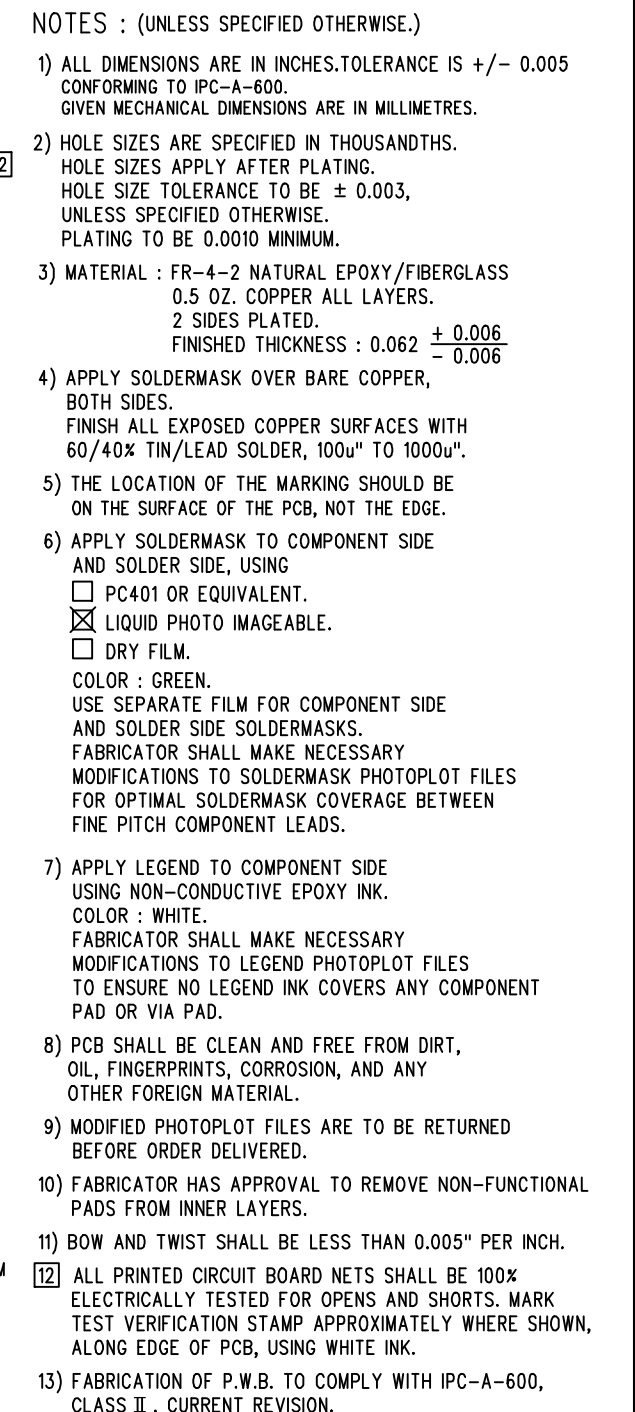 NOTES : (UNLESS SPECIFIED OTHERWISE.)
1) ALL DIMENSIONS ARE IN INCHES.TOLERANCE IS +/- 0.005
CONFORMING TO IPC-A-600.
GIVEN MECHANICAL DIMENSIONS ARE IN MILLIMETRES.
2) HOLE SIZES ARE SPECIFIED IN THOUSANDTHS.
2
HOLE SIZES APPLY AFTER PLATING.
HOLE SIZE TOLERANCE TO BE ± 0.003,
UNLESS SPECIFIED OTHERWISE.
PLATING TO BE 0.0010 MINIMUM.
3) MATERIAL : FR-4-2 NATURAL EPOXY/FIBERGLASS
0.5 OZ. COPPER ALL LAYERS.
2 SIDES PLATED.
FINISHED THICKNESS : 0.062 + 0.006
- 0.006
4) APPLY SOLDERMASK OVER BARE COPPER,
BOTH SIDES.
FINISH ALL EXPOSED COPPER SURFACES WITH
60/40% TIN/LEAD SOLDER, 100u" TO 1000u".
5) THE LOCATION OF THE MARKING SHOULD BE
ON THE SURFACE OF THE PCB, NOT THE EDGE.
6) APPLY SOLDERMASK TO COMPONENT SIDE
AND SOLDER SIDE, USING
☐ PC401 OR EQUIVALENT.
☒ LIQUID PHOTO IMAGEABLE.
☐ DRY FILM.
COLOR : GREEN.
USE SEPARATE FILM FOR COMPONENT SIDE
AND SOLDER SIDE SOLDERMASKS.
FABRICATOR SHALL MAKE NECESSARY
MODIFICATIONS TO SOLDERMASK PHOTOPLOT FILES
FOR OPTIMAL SOLDERMASK COVERAGE BETWEEN
FINE PITCH COMPONENT LEADS.
7) APPLY LEGEND TO COMPONENT SIDE
USING NON-CONDUCTIVE EPOXY INK.
COLOR : WHITE.
FABRICATOR SHALL MAKE NECESSARY
MODIFICATIONS TO LEGEND PHOTOPLOT FILES
TO ENSURE NO LEGEND INK COVERS ANY COMPONENT
PAD OR VIA PAD.
8) PCB SHALL BE CLEAN AND FREE FROM DIRT,
OIL, FINGERPRINTS, CORROSION, AND ANY
OTHER FOREIGN MATERIAL.
9) MODIFIED PHOTOPLOT FILES ARE TO BE RETURNED
BEFORE ORDER DELIVERED.
10) FABRICATOR HAS APPROVAL TO REMOVE NON-FUNCTIONAL
PADS FROM INNER LAYERS.
11) BOW AND TWIST SHALL BE LESS THAN 0.005" PER INCH.
12 ALL PRINTED CIRCUIT BOARD NETS SHALL BE 100%
ELECTRICALLY TESTED FOR OPENS AND SHORTS. MARK
TEST VERIFICATION STAMP APPROXIMATELY WHERE SHOWN,
ALONG EDGE OF PCB, USING WHITE INK.
13) FABRICATION OF P.W.B. TO COMPLY WITH IPC-A-600,
CLASS II , CURRENT REVISION.